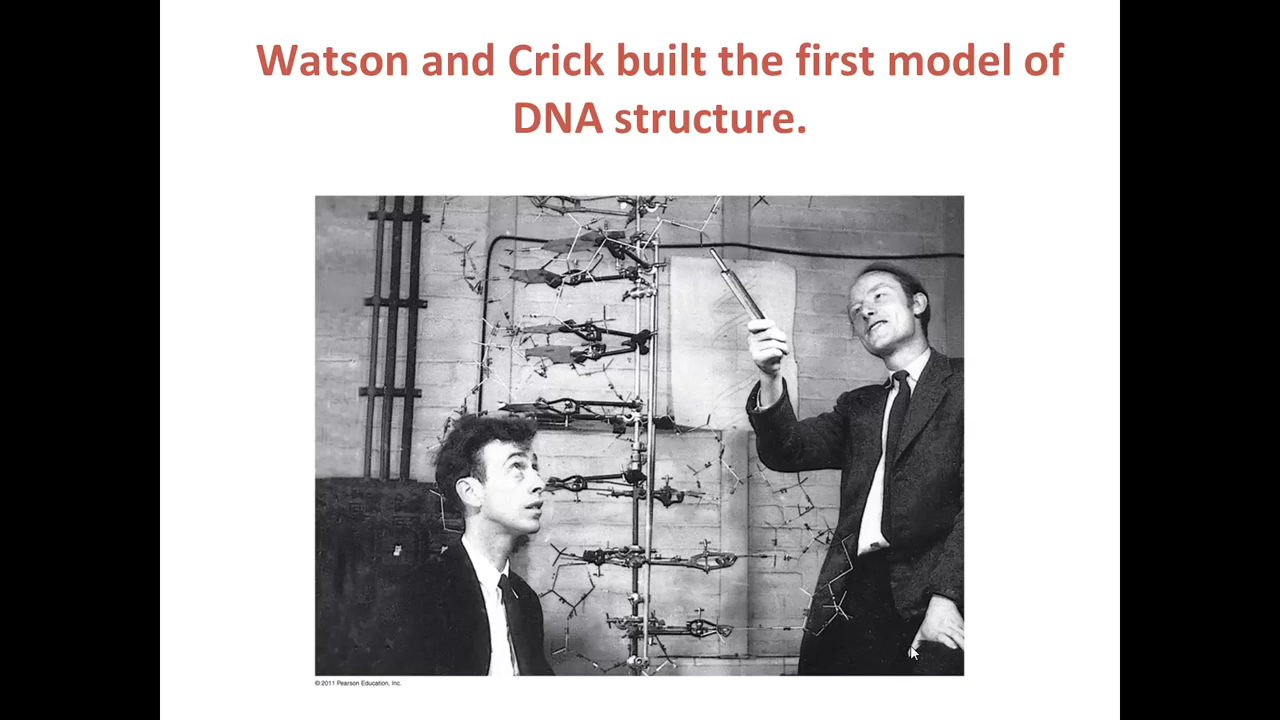 Watson and Crick built the first model of
DNA structure.
© 2011 Pearson Education, Inc.